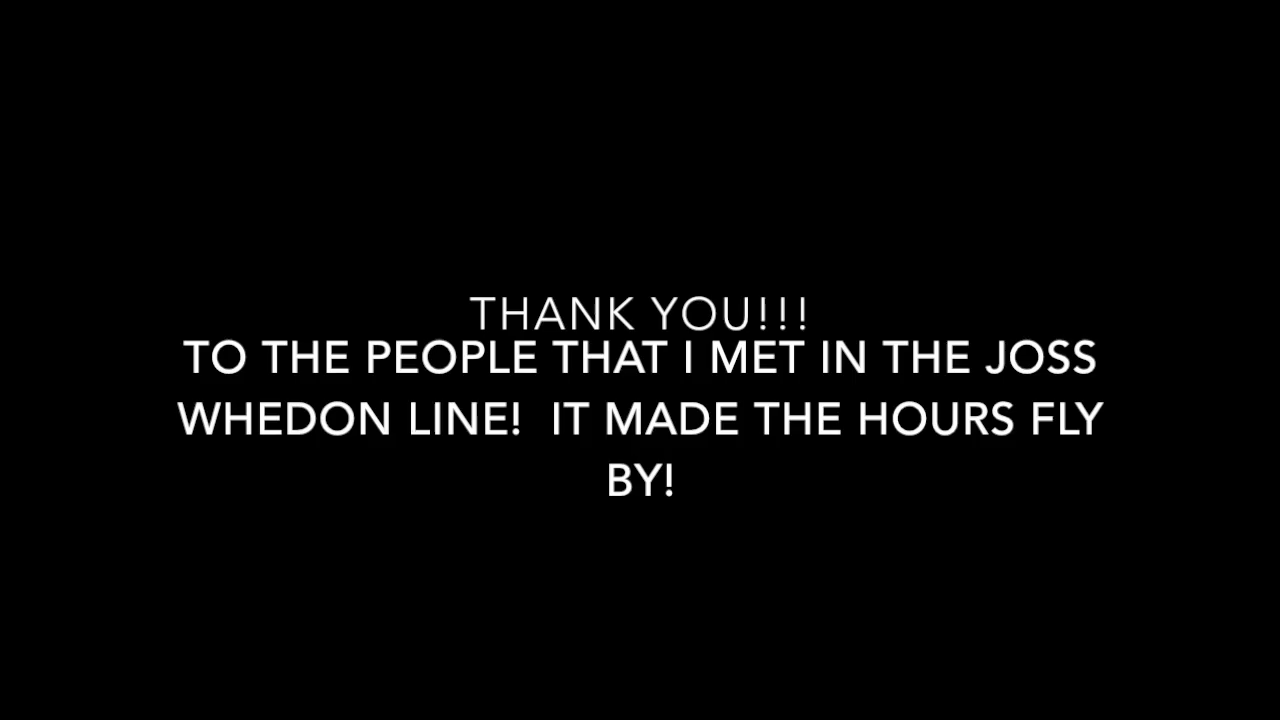 THANK YOU!!!
TO THE PEOPLE THAT I MET IN THE JOSS
WHEDON LINE!  IT MADE THE HOURS FLY
BY!